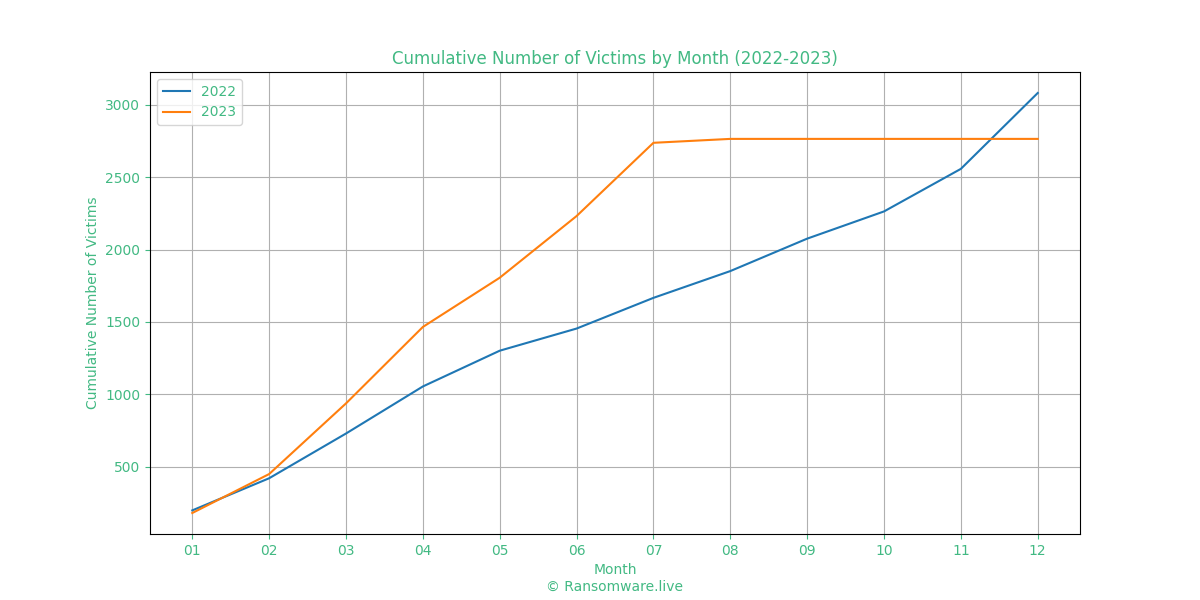 Cumulative Number of Victims by Month (2022-2023)
2022
2023
3000
2500
2000
1500
1000
500
Cumulative Number of Victims
01 02 03 04 05 06 07 08 09 10 11 12
Month
© Ransomware.live